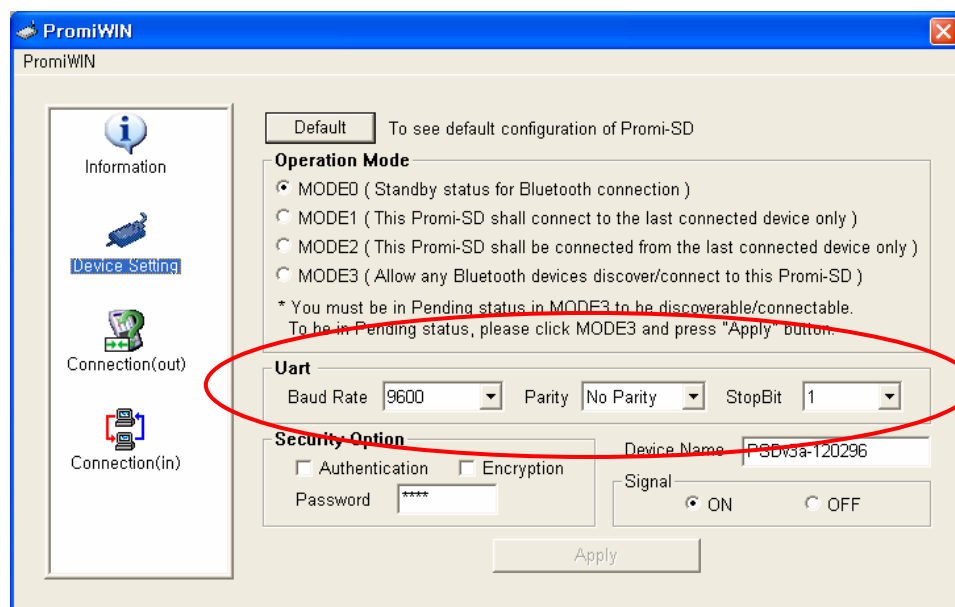 PromiWIN
PromiWIN
Information
Device Setting
Connection(out)
Connection(in)
Default To see default configuration of Promi-SD
Operation Mode
MODE0 ( Standby status for Bluetooth connection )
MODE1 ( This Promi-SD shall connect to the last connected device only )
MODE2 ( This Promi-SD shall be connected from the last connected device only )
MODE3 ( Allow any Bluetooth devices discover/connect to this Promi-SD )
* You must be in Pending status in MODE3 to be discoverable/connectable.
To be in Pending status, please click MODE3 and press "Apply" button.
Uart
Baud Rate 9600 Parity No Parity StopBit 1
Security Option
Authentication Encryption
Password ****
Device Name PSDv3a-120296
Signal
ON OFF
Apply